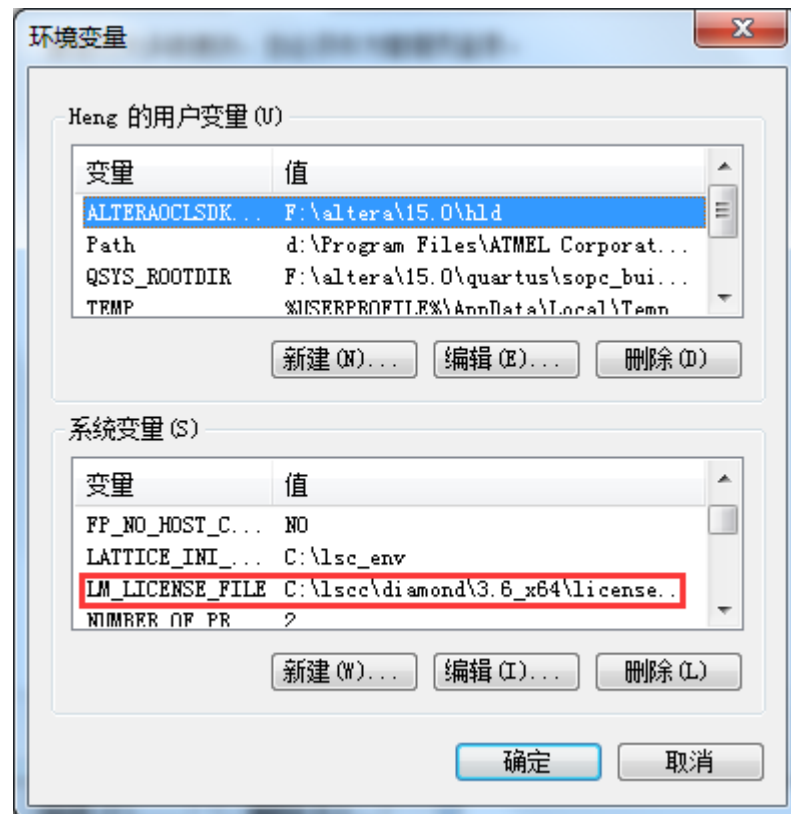 环境变量
Heng 的用户变量(U)
变量 值
ALTERAOCLSDK... F:\altera\15.0\hld
Path d:\Program Files\ATMEL Corporat...
QSYS_ROOTDIR F:\altera\15.0\quartus\sopc_bui...
TEMP %USERPROFILE%\AppData\Local\Temp
新建(N)... 编辑(E)... 删除(D)
系统变量(S)
变量 值
FP_NO_HOST_C... NO
LATTICE_INI_... C:\lsc_env
LM_LICENSE_FILE C:\lscc\diamond\3.6_x64\license..
NUMBER_OF_PR 2
新建(W)... 编辑(I)... 删除(L)
确定 取消